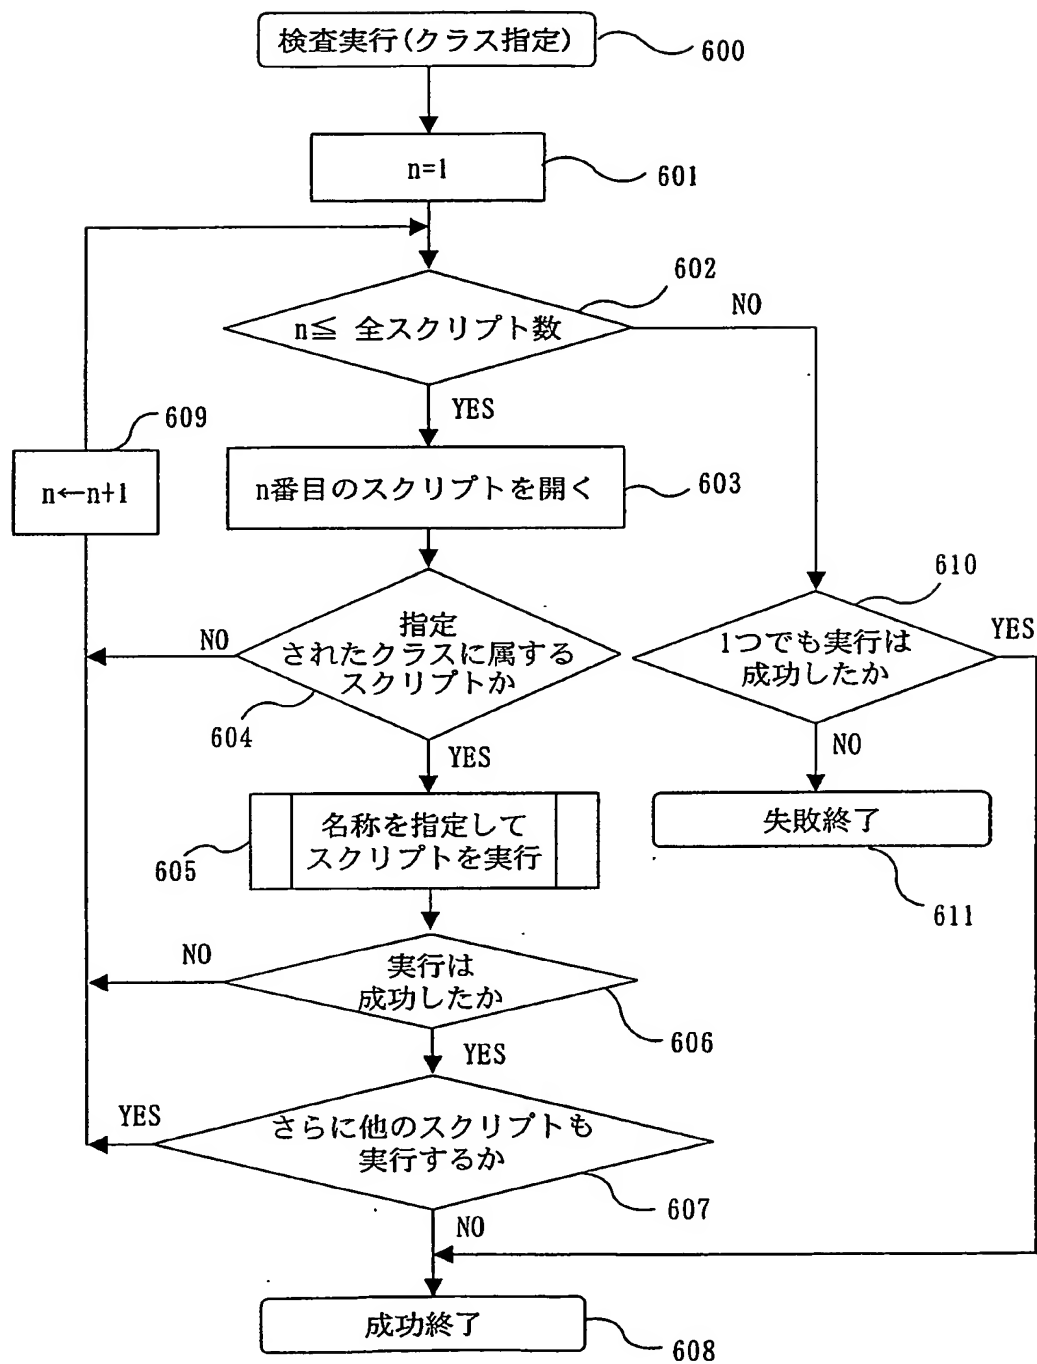 検査実行(クラス指定)
600
n=1
601
602
n≦ 全スクリプト数
NO
YES
609
n←n+1
n番目のスクリプトを開く
603
610
指定
されたクラスに属する
スクリプトか
NO
604
YES
1つでも実行は
成功したか
YES
NO
名称を指定して
スクリプトを実行
605
失敗終了
611
実行は
成功したか
NO
606
YES
さらに他のスクリプトも
実行するか
YES
607
NO
成功終了
608